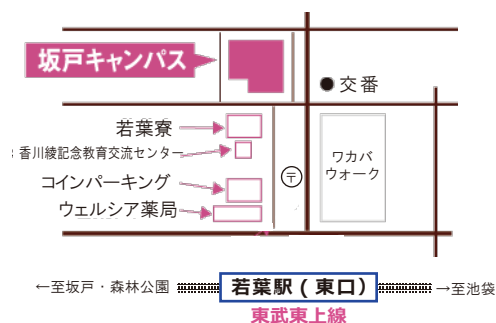 坂戸キャンパス
交番
若葉寮
香川綾記念教育交流センター
コインパーキング
ウェルシア薬局
〒
ワカバ
ウォーク
←至坂戸・森林公園
若葉駅(東口)
→至池袋
東武東上線